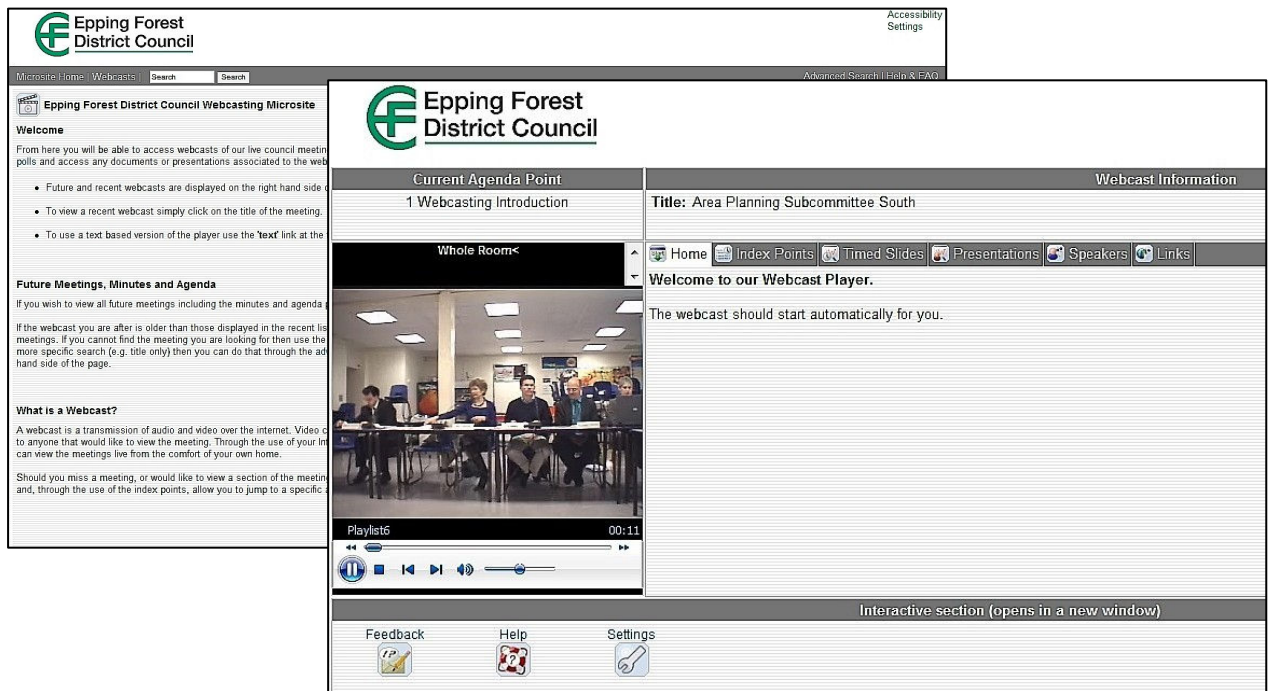 Epping Forest
District Council
Accessibility
Settings
Microsite Home | Webcasts | Search Search
Advanced Search | Help & FAQ
Epping Forest District Council Webcasting Microsite
Welcome
From here you will be able to access webcasts of our live council meetin
polls and access any documents or presentations associated to the web
• Future and recent webcasts are displayed on the right hand side
• To view a recent webcast simply click on the title of the meeting.
• To use a text based version of the player use the 'text' link at the
Future Meetings, Minutes and Agenda
If you wish to view all future meetings including the minutes and agenda
If the webcast you are after is older than those displayed in the recent lis
meetings. If you cannot find the meeting you are looking for then use the
more specific search (e.g. title only) then you can do that through the ad
hand side of the page.
What is a Webcast?
A webcast is a transmission of audio and video over the internet. Video c
to anyone that would like to view the meeting. Through the use of your Int
can view the meetings live from the comfort of your own home.
Should you miss a meeting, or would like to view a section of the meetin
and, through the use of the index points, allow you to jump to a specific
Epping Forest
District Council
Current Agenda Point
Webcast Information
1 Webcasting Introduction
Title: Area Planning Subcommittee South
Whole Room<
Home Index Points Timed Slides Presentations Speakers Links
Welcome to our Webcast Player.
The webcast should start automatically for you.
Playlist6 00:11
Interactive section (opens in a new window)
Feedback Help Settings